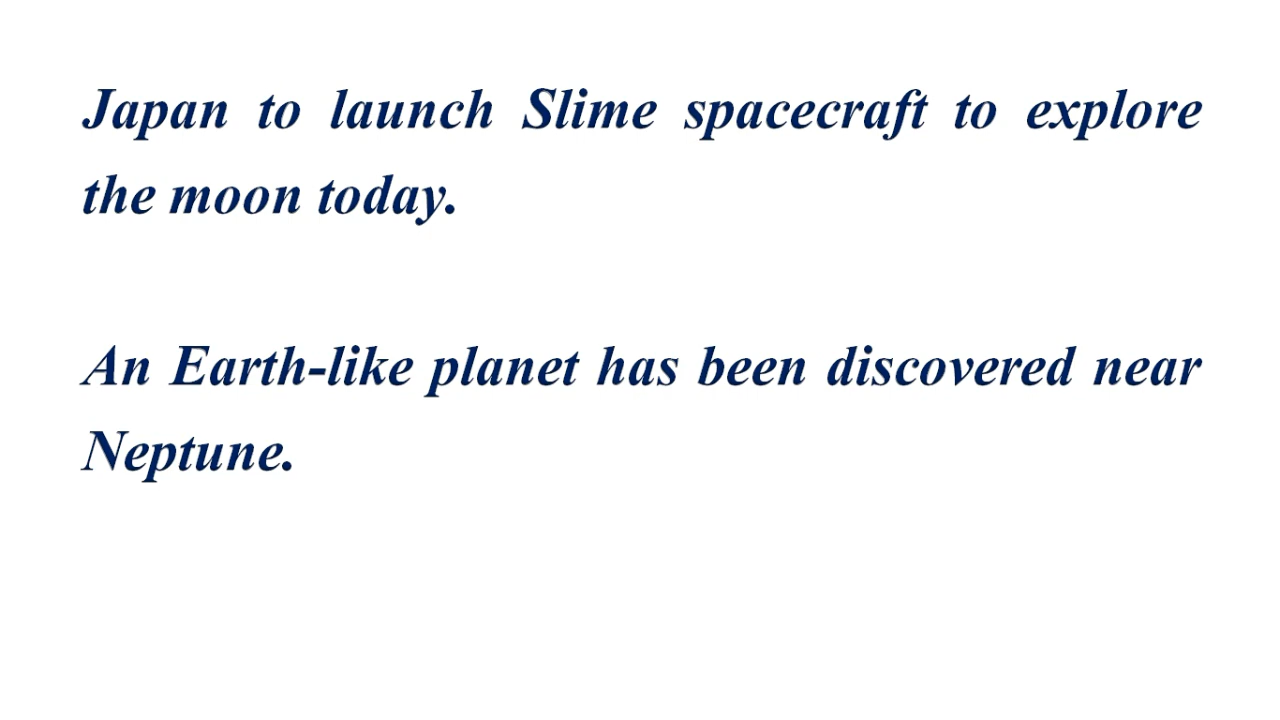 Japan to launch Slime spacecraft to explore
the moon today.
An Earth-like planet has been discovered near
Neptune.